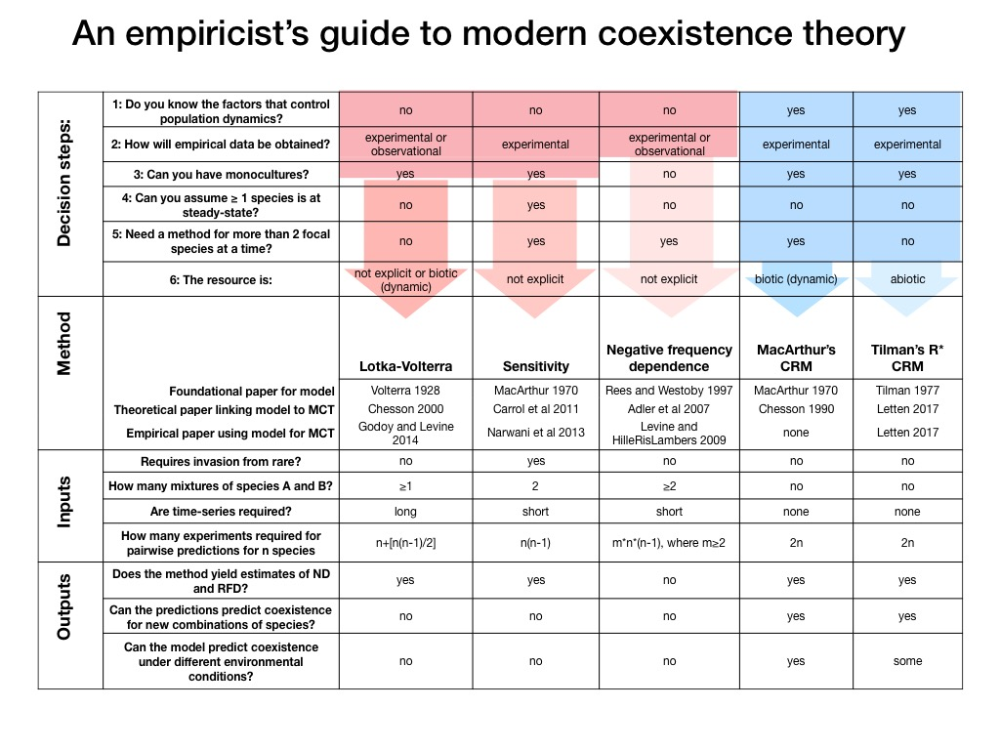 An empiricist's guide to modern coexistence theory
Decision steps:
1: Do you know the factors that control
population dynamics?
no
no
no
yes
yes
2: How will empirical data be obtained?
experimental or
observational
experimental
experimental or
observational
experimental
experimental
3: Can you have monocultures?
yes
yes
no
yes
yes
4: Can you assume ≥ 1 species is at
steady-state?
no
yes
no
no
no
5: Need a method for more than 2 focal
species at a time?
no
yes
yes
yes
no
6: The resource is:
not explicit or biotic
(dynamic)
not explicit
not explicit
biotic (dynamic)
abiotic
Method
Lotka-Volterra
Sensitivity
Negative frequency
dependence
MacArthur's
CRM
Tilman's R*
CRM
Foundational paper for model
Volterra 1928
MacArthur 1970
Rees and Westoby 1997
MacArthur 1970
Tilman 1977
Theoretical paper linking model to MCT
Chesson 2000
Carrol et al 2011
Adler et al 2007
Chesson 1990
Letten 2017
Empirical paper using model for MCT
Godoy and Levine
2014
Narwani et al 2013
Levine and
HilleRisLambers 2009
none
Letten 2017
Inputs
Requires invasion from rare?
no
yes
no
no
no
How many mixtures of species A and B?
≥1
2
≥2
no
no
Are time-series required?
long
short
short
none
none
How many experiments required for
pairwise predictions for n species
n+[n(n-1)/2]
n(n-1)
m*n*(n-1), where m≥2
2n
2n
Outputs
Does the method yield estimates of ND
and RFD?
yes
yes
no
yes
yes
Can the predictions predict coexistence
for new combinations of species?
no
no
no
yes
yes
Can the model predict coexistence
under different environmental
conditions?
no
no
no
yes
some